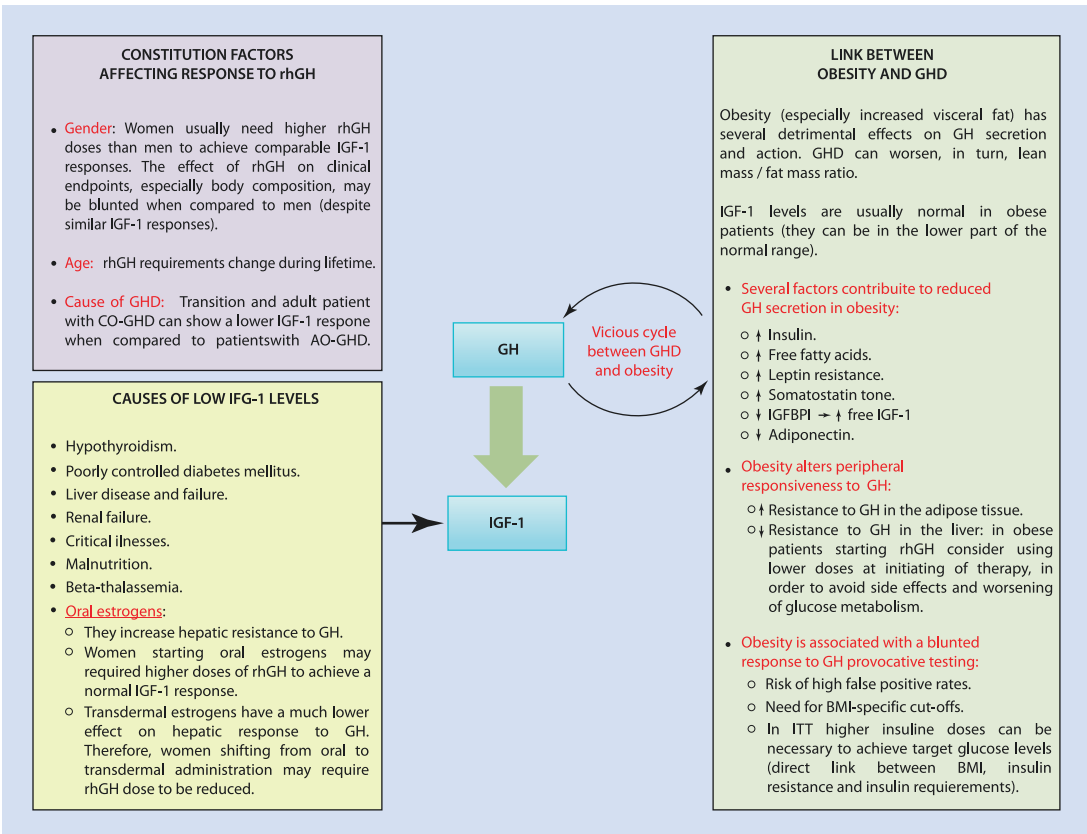 CONSTITUTION FACTORS
AFFECTING RESPONSE TO rhGH
• Gender: Women usually need higher rhGH
doses than men to achieve comparable IGF-1
responses. The effect of rhGH on clinical
endpoints, especially body composition, may
be blunted when compared to men (despite
similar IGF-1 responses).
• Age: rhGH requirements change during lifetime.
• Cause of GHD: Transition and adult patient
with CO-GHD can show a lower IGF-1 respone
when compared to patientswith AO-GHD.
CAUSES OF LOW IFG-1 LEVELS
• Hypothyroidism.
• Poorly controlled diabetes mellitus.
• Liver disease and failure.
• Renal failure.
• Critical ilnesses.
• Malnutrition.
• Beta-thalassemia.
• Oral estrogens:
○ They increase hepatic resistance to GH.
○ Women starting oral estrogens may
required higher doses of rhGH to achieve a
normal IGF-1 response.
○ Transdermal estrogens have a much lower
effect on hepatic response to GH.
Therefore, women shifting from oral to
transdermal administration may require
rhGH dose to be reduced.
GH
IGF-1
Vicious cycle
between GHD
and obesity
LINK BETWEEN
OBESITY AND GHD
Obesity (especially increased visceral fat) has
several detrimental effects on GH secretion
and action. GHD can worsen, in turn, lean
mass / fat mass ratio.
IGF-1 levels are usually normal in obese
patients (they can be in the lower part of the
normal range).
• Several factors contribuite to reduced
GH secretion in obesity:
○ ↑ Insulin.
○ ↑ Free fatty acids.
○ ↑ Leptin resistance.
○ ↑ Somatostatin tone.
○ ↓ IGFBPI → ↑ free IGF-1
○ ↓ Adiponectin.
• Obesity alters peripheral
responsiveness to GH:
○ ↑ Resistance to GH in the adipose tissue.
○ ↓ Resistance to GH in the liver: in obese
patients starting rhGH consider using
lower doses at initiating of therapy, in
order to avoid side effects and worsening
of glucose metabolism.
• Obesity is associated with a blunted
response to GH provocative testing:
○ Risk of high false positive rates.
○ Need for BMI-specific cut-offs.
○ In ITT higher insuline doses can be
necessary to achieve target glucose levels
(direct link between BMI, insulin
resistance and insulin requierements).